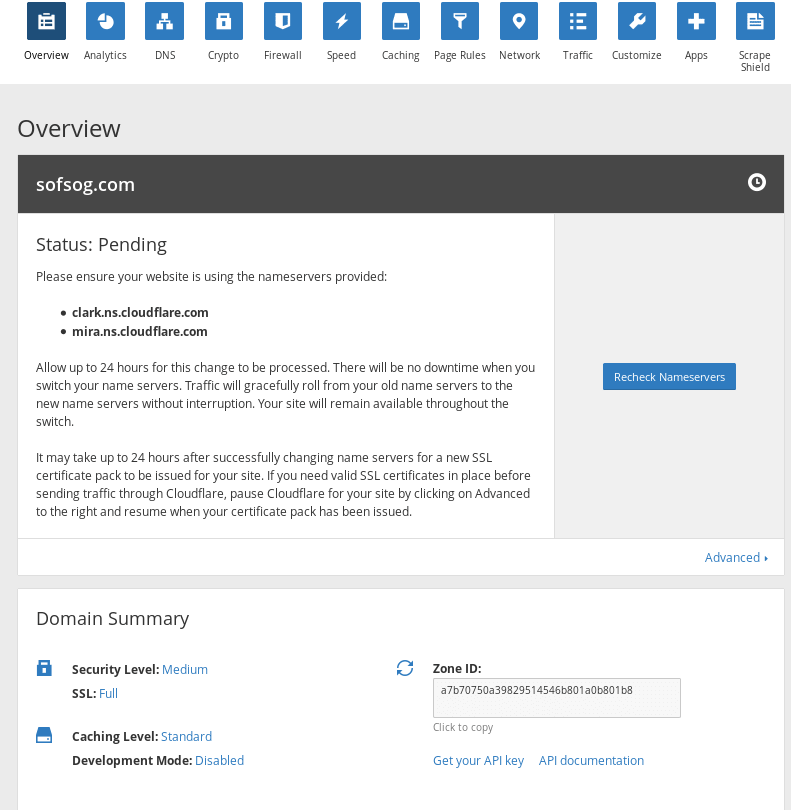 Overview Analytics DNS Crypto Firewall Speed Caching Page Rules Network Traffic Customize Apps Scrape
Shield
Overview
sofsog.com
Status: Pending
Please ensure your website is using the nameservers provided:
• clark.ns.cloudflare.com
• mira.ns.cloudflare.com
Allow up to 24 hours for this change to be processed. There will be no downtime when you
switch your name servers. Traffic will gracefully roll from your old name servers to the
new name servers without interruption. Your site will remain available throughout the
switch.
It may take up to 24 hours after successfully changing name servers for a new SSL
certificate pack to be issued for your site. If you need valid SSL certificates in place before
sending traffic through Cloudflare, pause Cloudflare for your site by clicking on Advanced
to the right and resume when your certificate pack has been issued.
Recheck Nameservers
Advanced
Domain Summary
Security Level: Medium
SSL: Full
Caching Level: Standard
Development Mode: Disabled
Zone ID:
a7b70750a39829514546b801a0b801b8
Click to copy
Get your API key API documentation